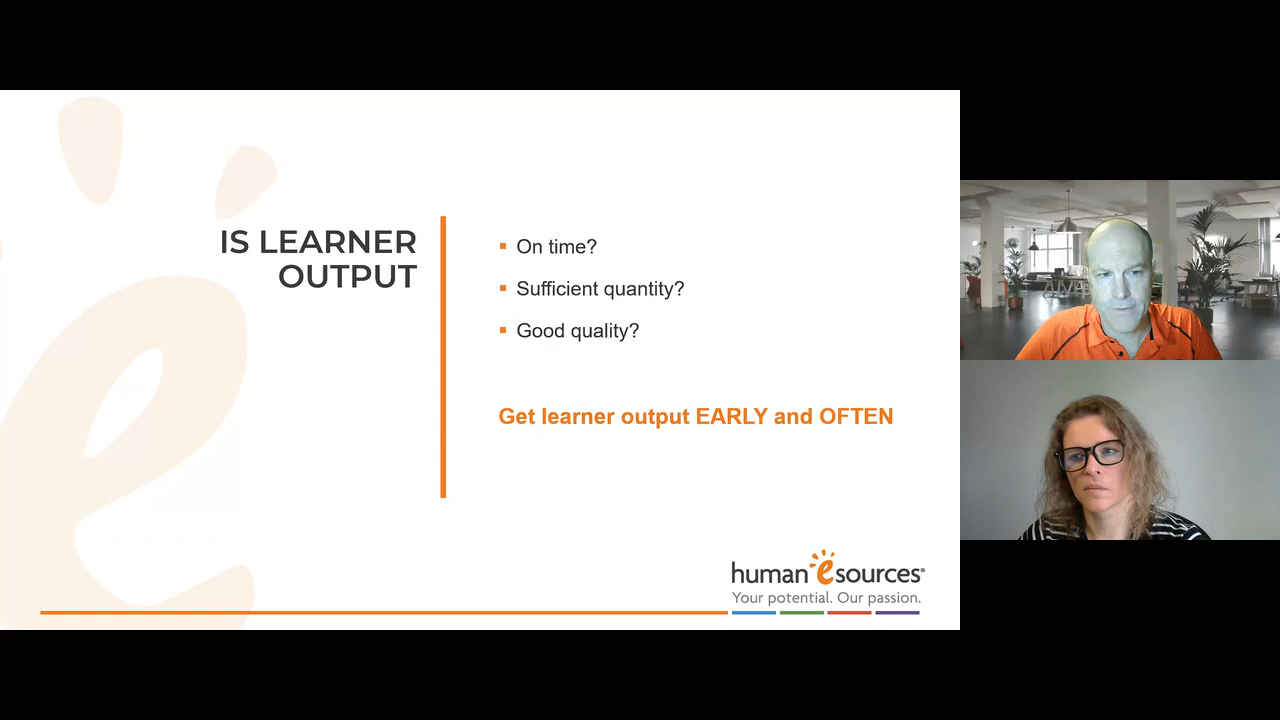 IS LEARNER
OUTPUT
▪ On time?
▪ Sufficient quantity?
▪ Good quality?
Get learner output EARLY and OFTEN
human esources®
Your potential. Our passion.